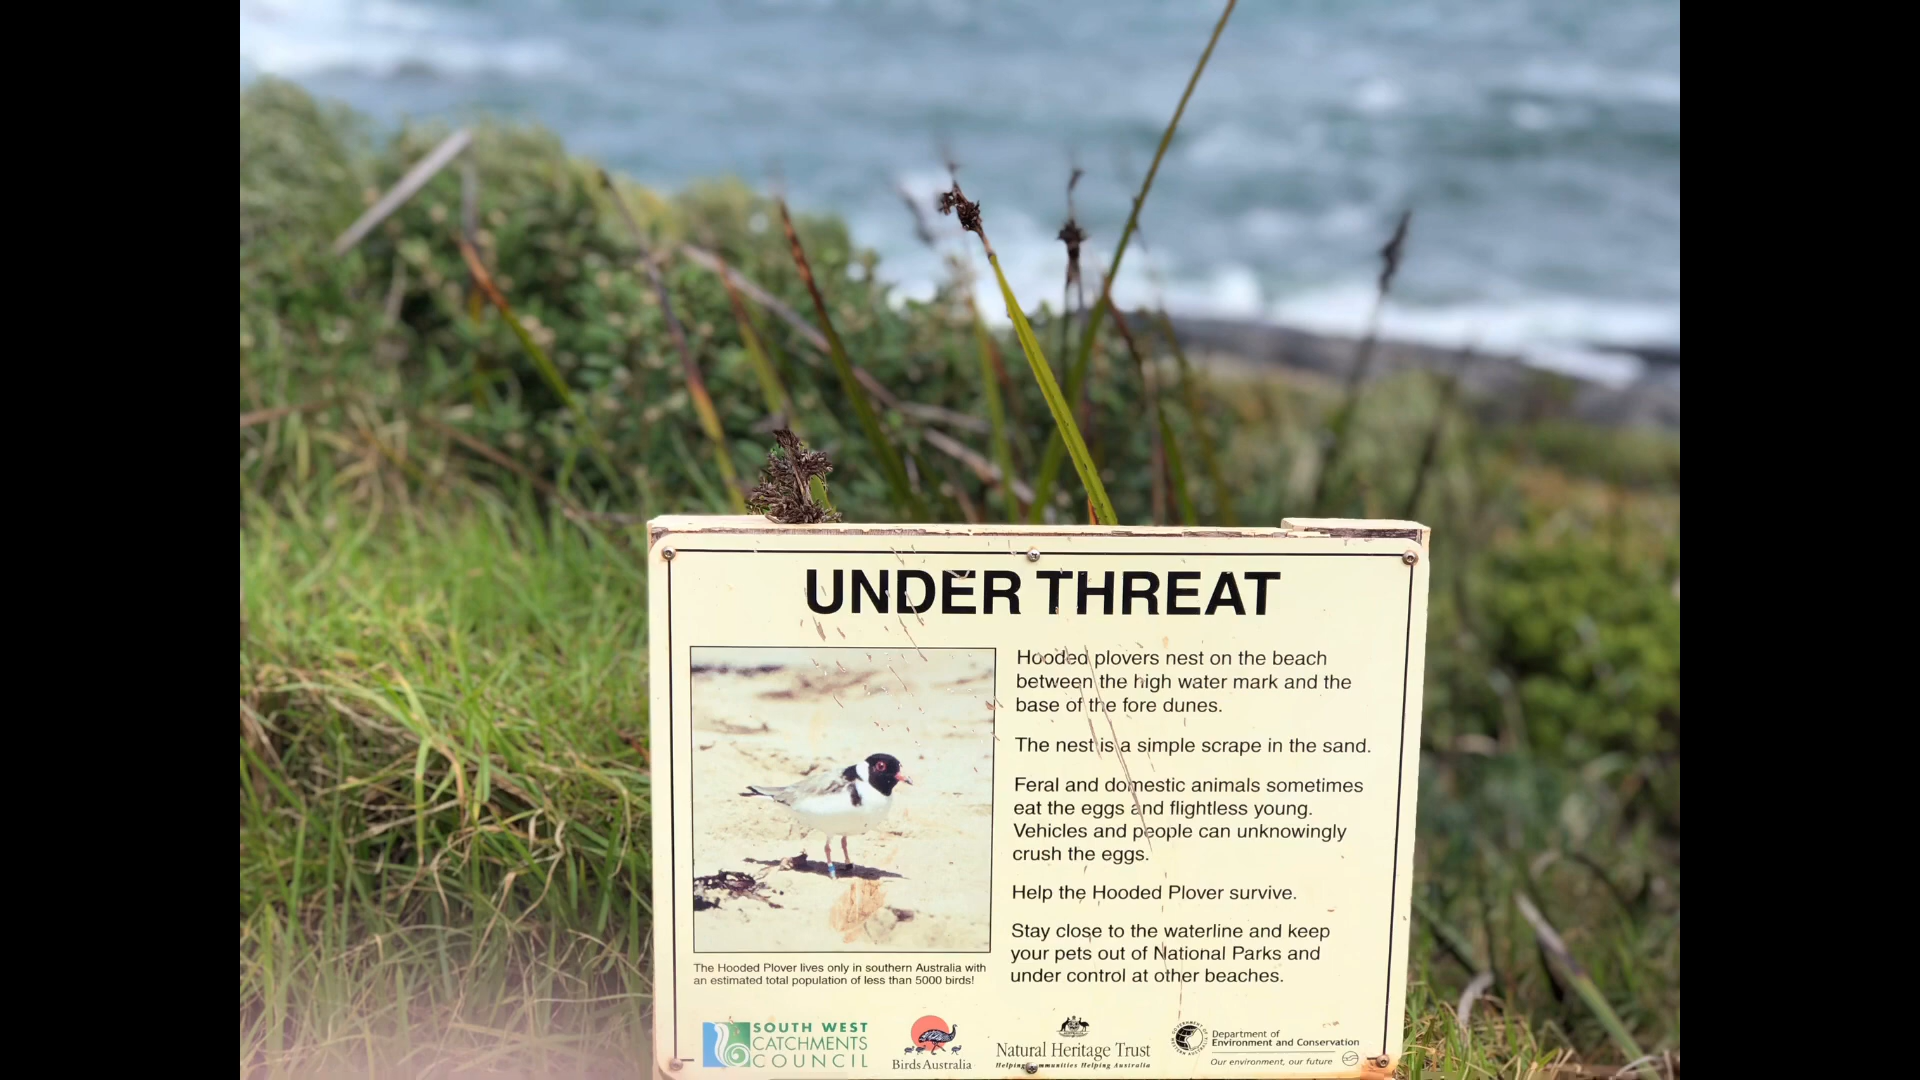 UNDER THREAT
Hooded plovers nest on the beach
between the high water mark and the
base of the fore dunes.
The nest is a simple scrape in the sand.
Feral and domestic animals sometimes
eat the eggs and flightless young.
Vehicles and people can unknowingly
crush the eggs.
Help the Hooded Plover survive.
Stay close to the waterline and keep
your pets out of National Parks and
under control at other beaches.
The Hooded Plover lives only in southern Australia with
an estimated total population of less than 5000 birds!
SOUTH WEST
CATCHMENTS
COUNCIL
Birds Australia
Natural Heritage Trust
Helping Communities Helping Australia
Department of
Environment and Conservation
Our environment, our future